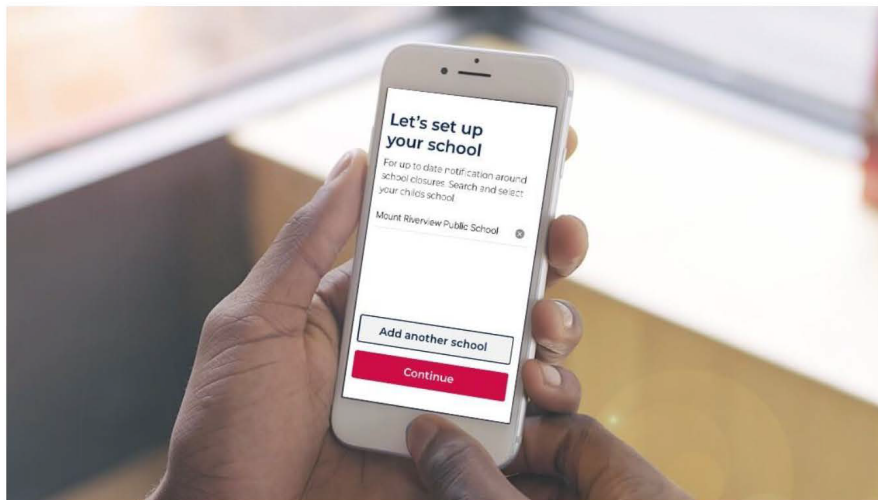 Let's set up
your school
For up to date notification around
school closures. Search and select
your childs school
Mount Riverview Public School
Add another school
Continue